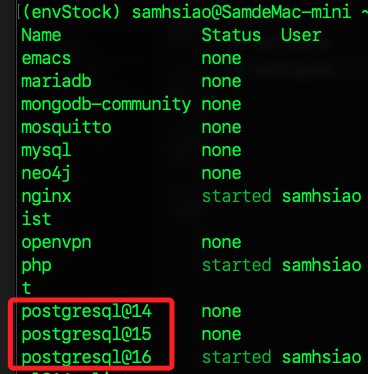 (envStock) samhsiao@SamdeMac-mini ~
Name Status User
emacs none
mariadb none
mongodb-community none
mosquitto none
mysql none
neo4j none
nginx started samhsiao
ist
openvpn none
php started samhsiao
t
postgresql@14 none
postgresql@15 none
postgresql@16 started samhsiao